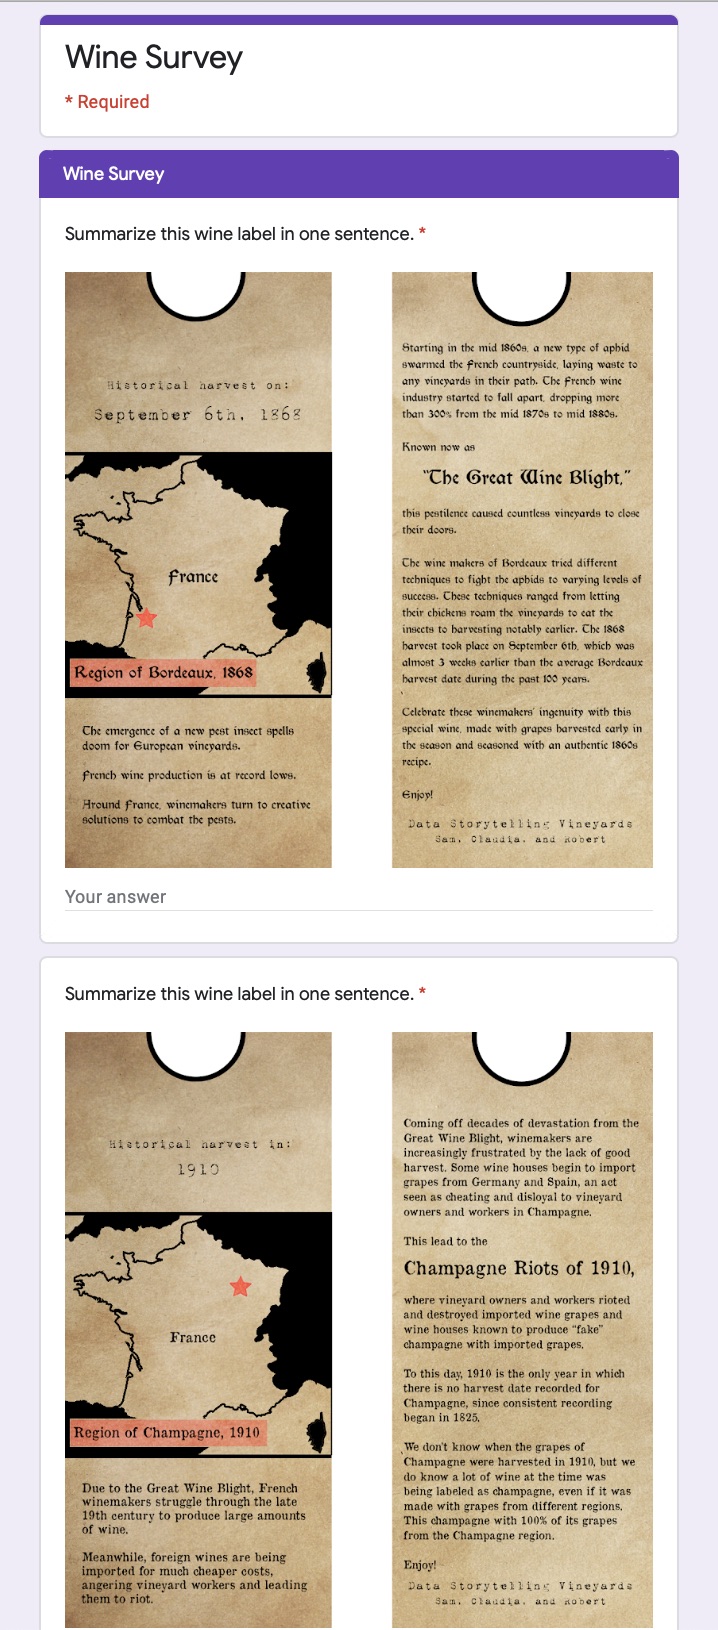 Wine Survey
* Required
Wine Survey
Summarize this wine label in one sentence. *
Historical harvest on:
September 6th, 1868
France
Region of Bordeaux, 1868
The emergence of a new pest insect spells
doom for European vineyards.
French wine production is at record lows.
Around France, winemakers turn to creative
solutions to combat the pests.
Starting in the mid 1860s, a new type of aphid
swarmed the French countryside, laying waste to
any vineyards in their path. The French wine
industry started to fall apart, dropping more
than 300% from the mid 1870s to mid 1880s.
Known now as
"The Great Wine Blight,"
this pestilence caused countless vineyards to close
their doors.
The wine makers of Bordeaux tried different
techniques to fight the aphids to varying levels of
success. These techniques ranged from letting
their chickens roam the vineyards to eat the
insects to harvesting notably earlier. The 1868
harvest took place on September 6th, which was
almost 3 weeks earlier than the average Bordeaux
harvest date during the past 100 years.
Celebrate these winemakers' ingenuity with this
special wine, made with grapes harvested early in
the season and seasoned with an authentic 1860s
recipe.
Enjoy!
Data Storytelling Vineyards
Sam, Claudia, and Robert
Your answer
Summarize this wine label in one sentence. *
Historical harvest in:
1910
France
Region of Champagne, 1910
Due to the Great Wine Blight, French
winemakers struggle through the late
19th century to produce large amounts
of wine.
Meanwhile, foreign wines are being
imported for much cheaper costs,
angering vineyard workers and leading
them to riot.
Coming off decades of devastation from the
Great Wine Blight, winemakers are
increasingly frustrated by the lack of good
harvest. Some wine houses begin to import
grapes from Germany and Spain, an act
seen as cheating and disloyal to vineyard
owners and workers in Champagne.
This lead to the
Champagne Riots of 1910,
where vineyard owners and workers rioted
and destroyed imported wine grapes and
wine houses known to produce "fake"
champagne with imported grapes.
To this day, 1910 is the only year in which
there is no harvest date recorded for
Champagne, since consistent recording
began in 1825.
We don't know when the grapes of
Champagne were harvested in 1910, but we
do know a lot of wine at the time was
being labeled as champagne, even if it was
made with grapes from different regions.
This champagne with 100% of its grapes
from the Champagne region.
Enjoy!
Data Storytelling Vineyards
Sam, Claudia, and Robert